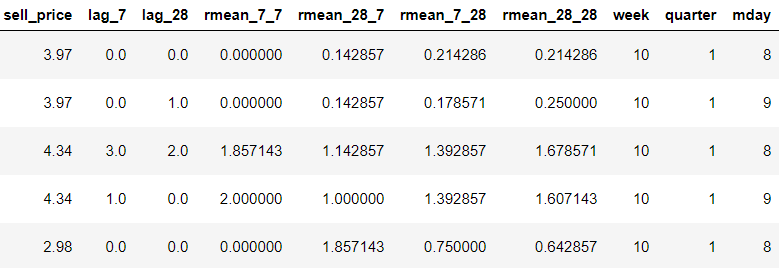 sell_price lag_7 lag_28 rmean_7_7 rmean_28_7 rmean_7_28 rmean_28_28 week quarter mday
3.97 0.0 0.0 0.000000 0.142857 0.214286 0.214286 10 1 8
3.97 0.0 1.0 0.000000 0.142857 0.178571 0.250000 10 1 9
4.34 3.0 2.0 1.857143 1.142857 1.392857 1.678571 10 1 8
4.34 1.0 0.0 2.000000 1.000000 1.392857 1.607143 10 1 9
2.98 0.0 0.0 0.000000 1.857143 0.750000 0.642857 10 1 8